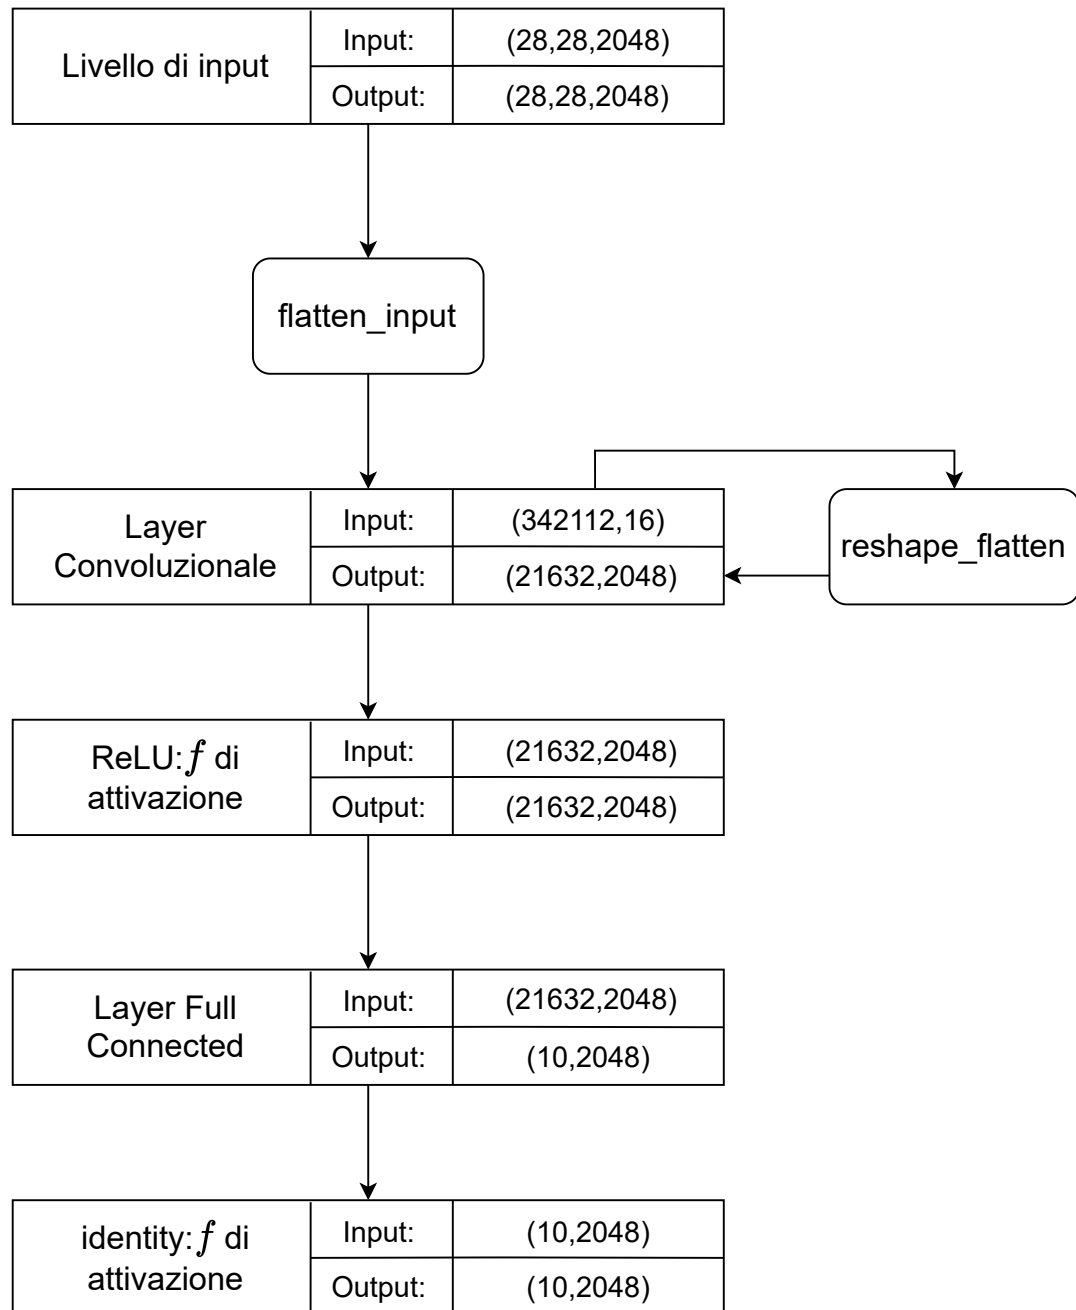 Livello di input
Input: (28,28,2048)
Output: (28,28,2048)
flatten_input
Layer
Convoluzionale
Input: (342112,16)
Output: (21632,2048)
reshape_flatten
ReLU:f di
attivazione
Input: (21632,2048)
Output: (21632,2048)
Layer Full
Connected
Input: (21632,2048)
Output: (10,2048)
identity:f di
attivazione
Input: (10,2048)
Output: (10,2048)